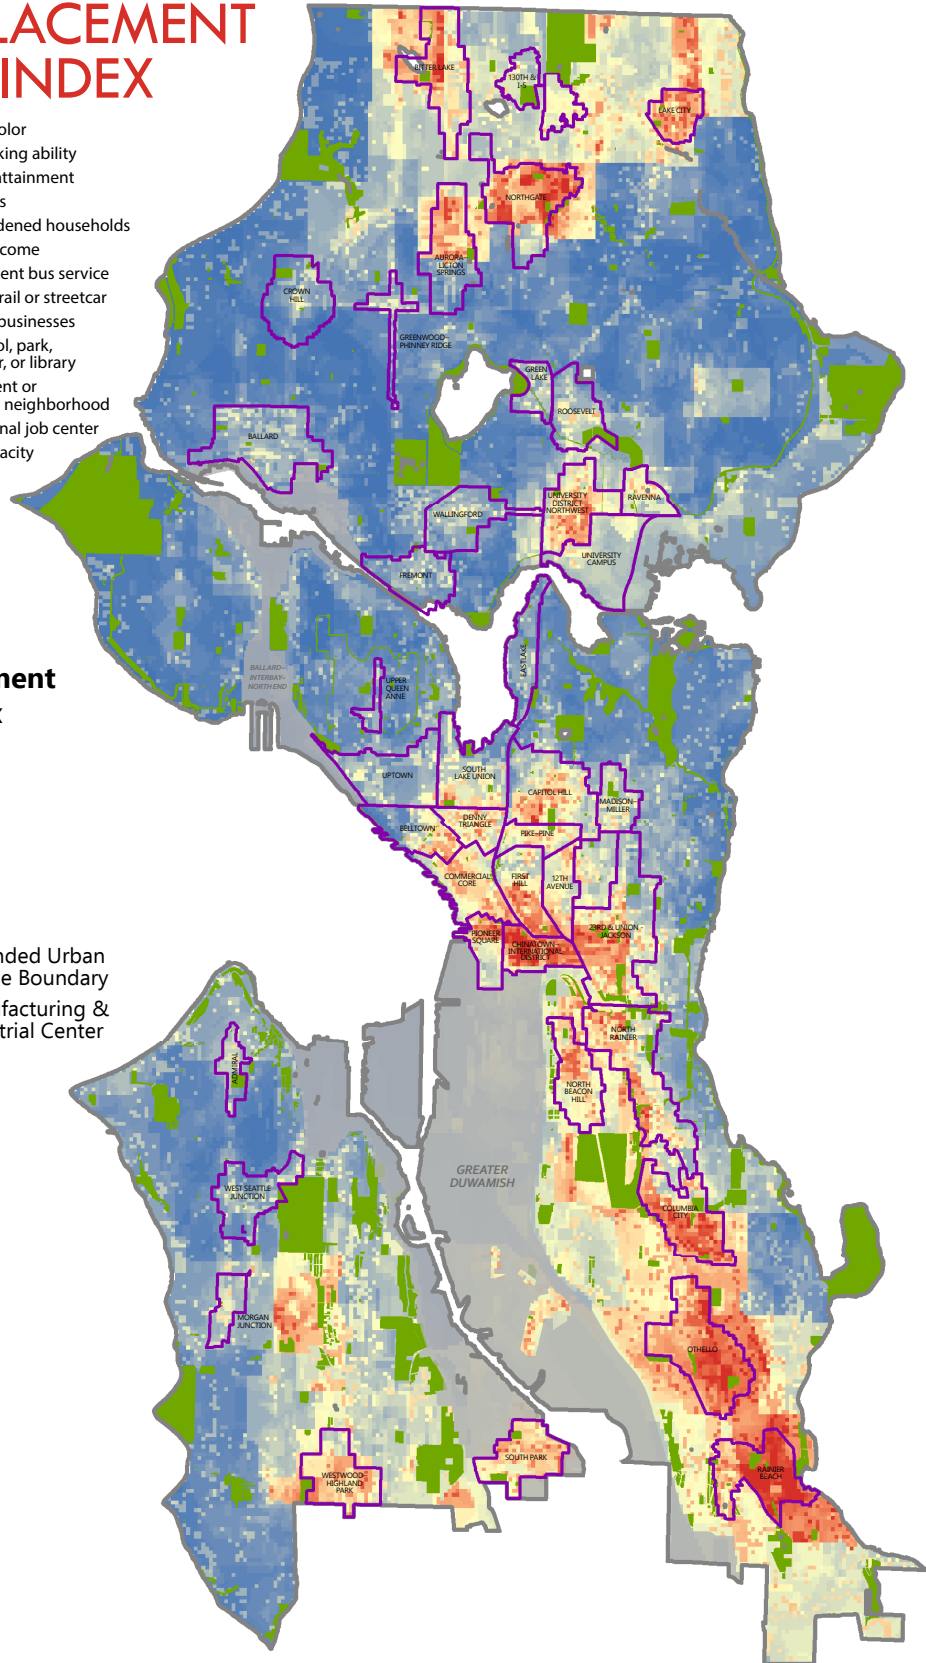 LACEMENT
INDEX
olor
king ability
attainment
s
dened households
come
ent bus service
rail or streetcar
businesses
ol, park,
r, or library
ent or
neighborhood
nal job center
acity
BITTER LAKE
130TH &
I-5
LAKE CITY
NORTHGATE
AURORA-
LICTON
SPRINGS
CROWN
HILL
GREENWOOD-
PHINNEY RIDGE
GREEN
LAKE
ROOSEVELT
BALLARD
UNIVERSITY
DISTRICT
NORTHWEST
RAVENNA
WALLINGFORD
UNIVERSITY
CAMPUS
FREMONT
EASTLAKE
BALLARD-
INTERBAY-
NORTHEND
UPPER
QUEEN
ANNE
nent
x
UPTOWN
SOUTH
LAKE UNION
CAPITOL HILL
MADISON-
MILLER
BELLTOWN
DENNY
TRIANGLE
PIKE-PINE
COMMERCIAL
CORE
FIRST
HILL
12TH
AVENUE
PIONEER
SQUARE
CHINATOWN-
INTERNATIONAL
DISTRICT
23RD & UNION -
JACKSON
nded Urban
e Boundary
ufacturing &
strial Center
NORTH
RAINIER
ADMIRAL
NORTH
BEACON
HILL
GREATER
DUWAMISH
WEST SEATTLE
JUNCTION
COLUMBIA
CITY
MORGAN
JUNCTION
OTHELLO
SOUTH PARK
WESTWOOD-
HIGHLAND
PARK
RAINIER
BEACH